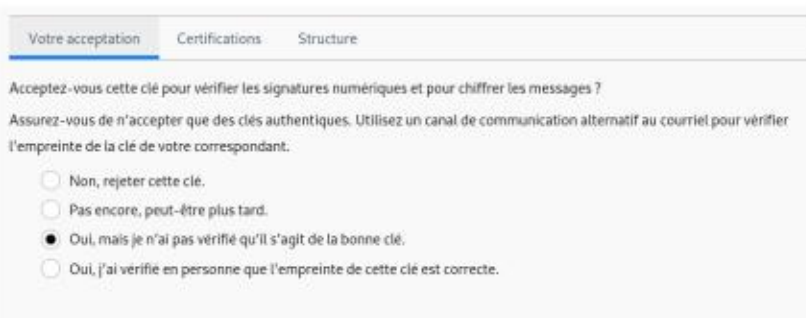 Votre acceptation Certifications Structure
Acceptez-vous cette clé pour vérifier les signatures numériques et pour chiffrer les messages ?
Assurez-vous de n'accepter que des clés authentiques. Utilisez un canal de communication alternatif au courriel pour vérifier
l'empreinte de la clé de votre correspondant.
Non, rejeter cette clé.
Pas encore, peut-être plus tard.
Oui, mais je n'ai pas vérifié qu'il s'agit de la bonne clé.
Oui, j'ai vérifié en personne que l'empreinte de cette clé est correcte.